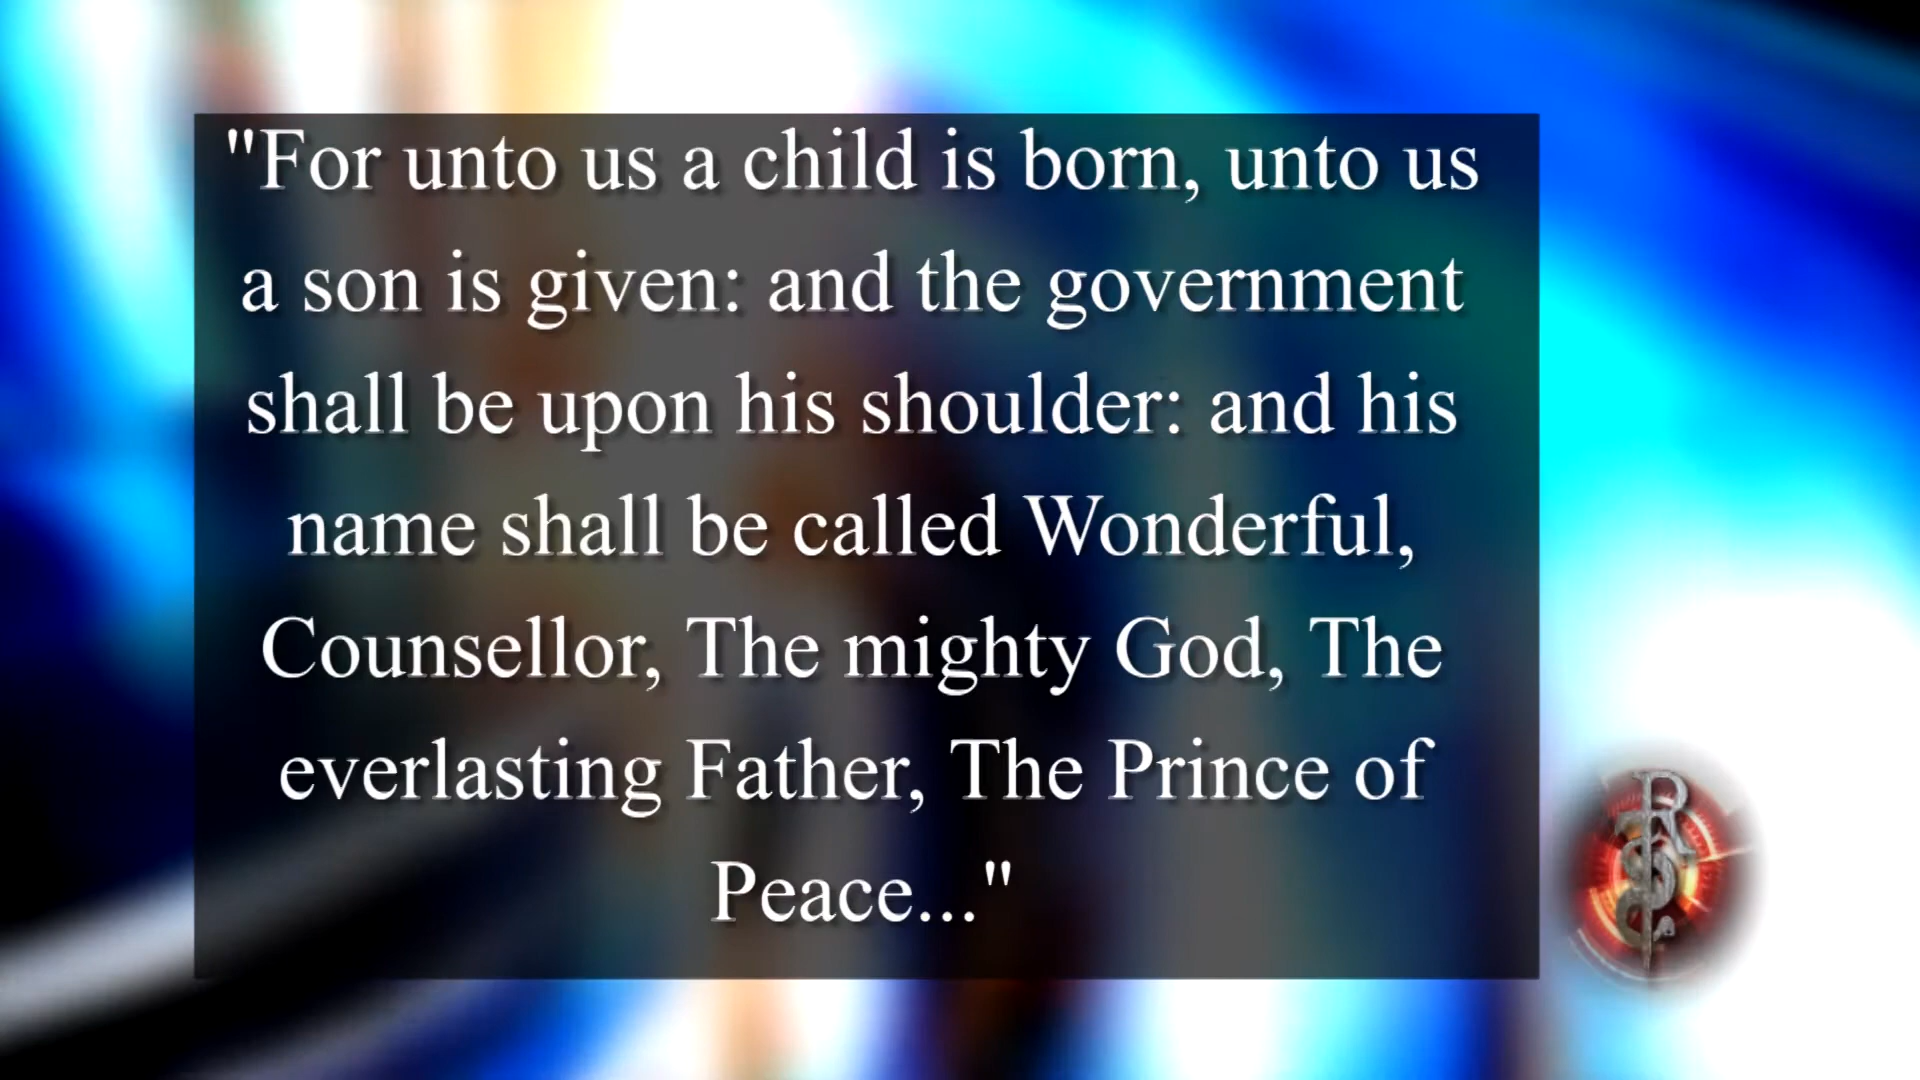 "For unto us a child is born, unto us
a son is given: and the government
shall be upon his shoulder: and his
name shall be called Wonderful,
Counsellor, The mighty God, The
everlasting Father, The Prince of
Peace..."